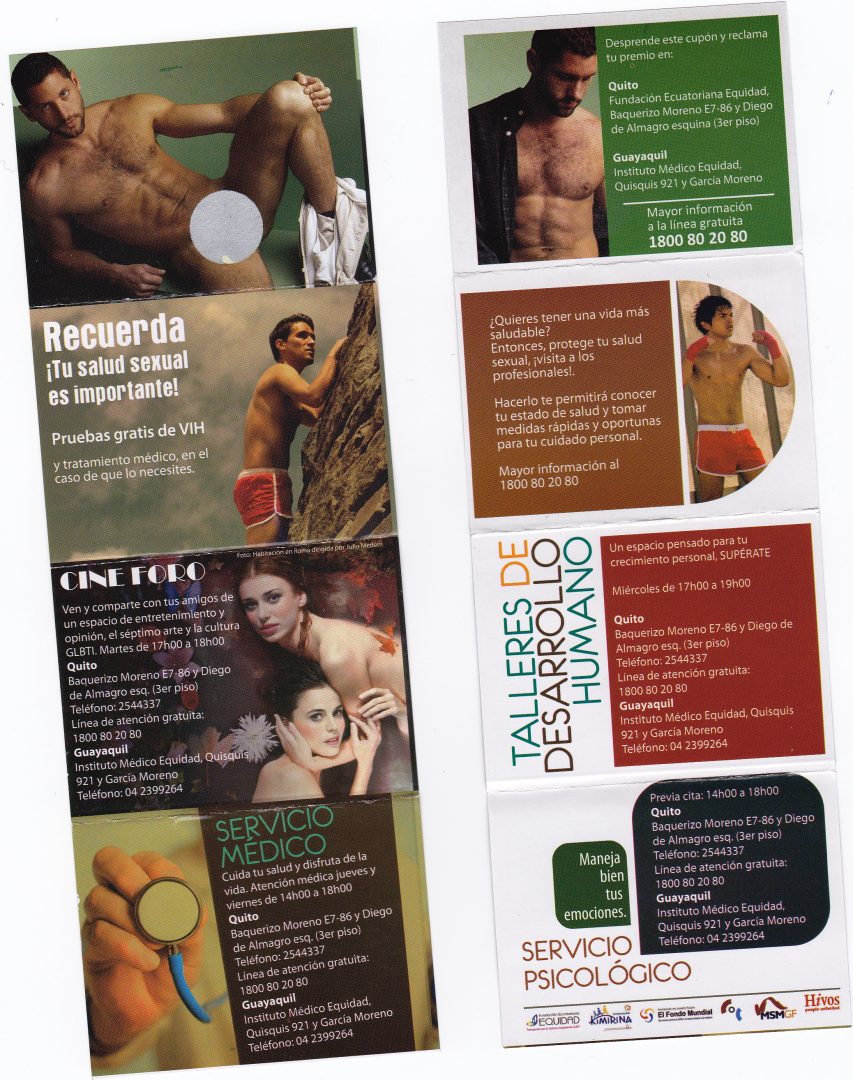 Recuerda
¡Tu salud sexual
es importante!
Pruebas gratis de VIH
y tratamiento médico, en el
caso de que lo necesites.
Foto: Habitación en Roma dirigida por Julio Medem
CINE FORO
Ven y comparte con tus amigos de
un espacio de entretenimiento y
opinión, el séptimo arte y la cultura
GLBTI. Martes de 17h00 a 18h00
Quito
Baquerizo Moreno E7-86 y Diego
de Almagro esq. (3er piso)
Teléfono: 2544337
Línea de atención gratuita:
1800 80 20 80
Guayaquil
Instituto Médico Equidad, Quisquis
921 y García Moreno
Teléfono: 04 2399264
SERVICIO
MÉDICO
Cuida tu salud y disfruta de la
vida. Atención médica jueves y
viernes de 14h00 a 18h00
Quito
Baquerizo Moreno E7-86 y Diego
de Almagro esq. (3er piso)
Teléfono: 2544337
Línea de atención gratuita:
1800 80 20 80
Guayaquil
Instituto Médico Equidad,
Quisquis 921 y García Moreno
Teléfono: 04 2399264
Desprende este cupón y reclama
tu premio en:
Quito
Fundación Ecuatoriana Equidad,
Baquerizo Moreno E7-86 y Diego
de Almagro esquina (3er piso)
Guayaquil
Instituto Médico Equidad,
Quisquis 921 y García Moreno
Mayor información
a la línea gratuita
1800 80 20 80
¿Quieres tener una vida más
saludable?
Entonces, protege tu salud
sexual, ¡visita a los
profesionales!.
Hacerlo te permitirá conocer
tu estado de salud y tomar
medidas rápidas y oportunas
para tu cuidado personal.
Mayor información al
1800 80 20 80
TALLERES DE
DESARROLLO
HUMANO
Un espacio pensado para tu
crecimiento personal, SUPÉRATE
Miércoles de 17h00 a 19h00
Quito
Baquerizo Moreno E7-86 y Diego de
Almagro esq. (3er piso)
Teléfono: 2544337
Línea de atención gratuita:
1800 80 20 80
Guayaquil
Instituto Médico Equidad, Quisquis
921 y García Moreno
Teléfono: 04 2399264
Previa cita: 14h00 a 18h00
Quito
Baquerizo Moreno E7-86 y Diego
de Almagro esq. (3er piso)
Teléfono: 2544337
Línea de atención gratuita:
1800 80 20 80
Guayaquil
Instituto Médico Equidad,
Quisquis 921 y García Moreno
Teléfono: 04 2399264
Maneja
bien
tus
emociones.
SERVICIO
PSICOLÓGICO
EQUIDAD
KIMIRINA
El Fondo Mundial
MSMGF
Hivos
people unlimited